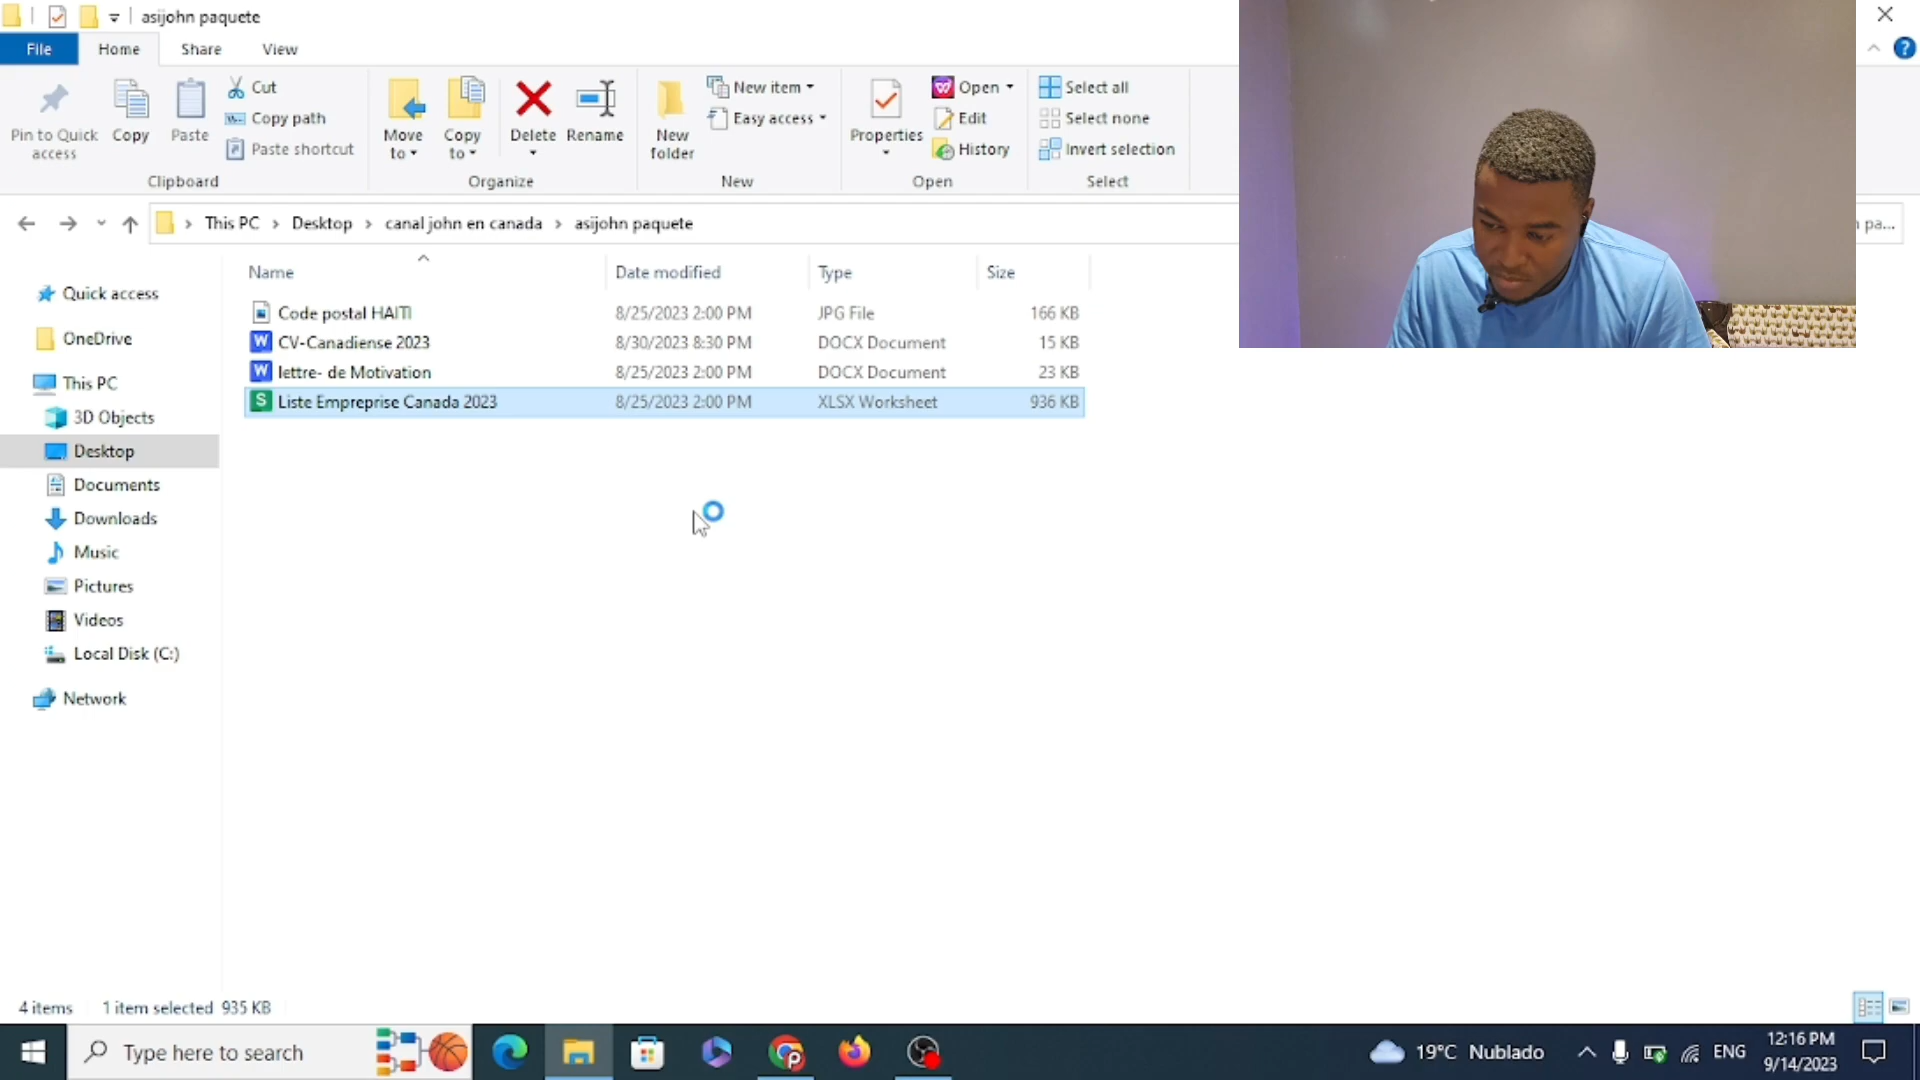 asijohn paquete
File Home Share View
Pin to Quick access
Copy
Paste
Cut
Copy path
Paste shortcut
Clipboard
Move to
Copy to
Delete
Rename
Organize
New folder
New item
Easy access
New
Properties
Open
Edit
History
Open
Select all
Select none
Invert selection
Select
This PC Desktop canal john en canada asijohn paquete
pa...
Name Date modified Type Size
Code postal HAITI 8/25/2023 2:00 PM JPG File 166 KB
CV-Canadiense 2023 8/30/2023 8:30 PM DOCX Document 15 KB
lettre- de Motivation 8/25/2023 2:00 PM DOCX Document 23 KB
Liste Empreprise Canada 2023 8/25/2023 2:00 PM XLSX Worksheet 936 KB
Quick access
OneDrive
This PC
3D Objects
Desktop
Documents
Downloads
Music
Pictures
Videos
Local Disk (C:)
Network
4 items 1 item selected 935 KB
Type here to search
19°C Nublado
ENG
12:16 PM
9/14/2023